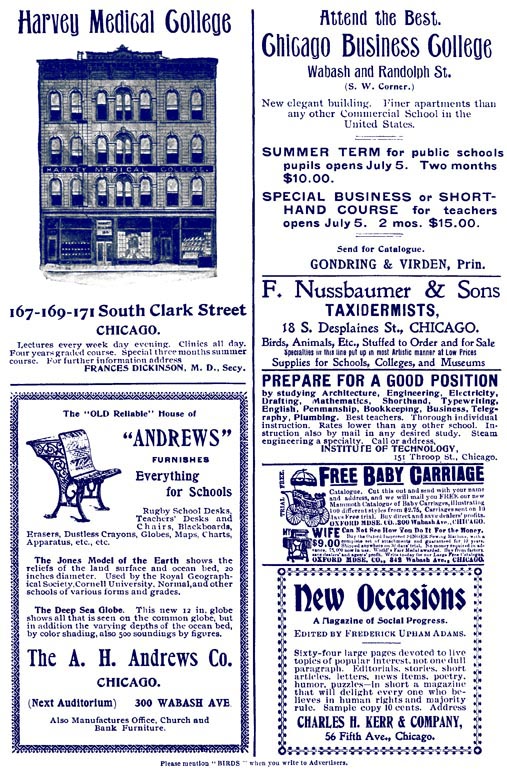 Harvey Medical College
HARVEY MEDICAL COLLEGE
167-169-171 South Clark Street
CHICAGO.
Lectures every week day evening. Clinics all day.
Four years graded course. Special three months summer
course. For further information address
FRANCES DICKINSON, M. D., Secy.
The "OLD Reliable" House of
"ANDREWS"
FURNISHES
Everything
for Schools
Rugby School Desks,
Teachers' Desks and
Chairs, Blackboards,
Erasers, Dustless Crayons, Globes, Maps, Charts,
Apparatus, etc., etc.
The Jones Model of the Earth shows the
reliefs of the land surface and ocean bed, 20
inches diameter. Used by the Royal Geograph-
ical Society, Cornell University, Normal, and other
schools of various forms and grades.
The Deep Sea Globe. This new 12 in. globe
shows all that is seen on the common globe, but
in addition the varying depths of the ocean bed,
by color shading, also 500 soundings by figures.
The A. H. Andrews Co.
CHICAGO.
(Next Auditorium) 300 WABASH AVE.
Also Manufactures Office, Church and
Bank Furniture.
Attend the Best.
Chicago Business College
Wabash and Randolph St.
(S. W. Corner.)
New elegant building. Finer apartments than
any other Commercial School in the
United States.
SUMMER TERM for public schools
pupils opens July 5. Two months
$10.00.
SPECIAL BUSINESS or SHORT-
HAND COURSE for teachers
opens July 5. 2 mos. $15.00.
Send for Catalogue.
GONDRING & VIRDEN, Prin.
F. Nussbaumer & Sons
TAXIDERMISTS,
18 S. Desplaines St., CHICAGO.
Birds, Animals, Etc., Stuffed to Order and for Sale
Specialties in this line put up in most Artistic manner at Low Prices
Supplies for Schools, Colleges, and Museums
PREPARE FOR A GOOD POSITION
by studying Architecture, Engineering, Electricity,
Drafting, Mathematics, Shorthand, Typewriting,
English, Penmanship, Bookkeeping, Business, Teleg-
raphy, Plumbing. Best teachers. Thorough individual
instruction. Rates lower than any other school. In-
struction also by mail in any desired study. Steam
engineering a specialty. Call or address,
INSTITUTE OF TECHNOLOGY,
151 Throop St., Chicago.
FREE BABY CARRIAGE
Catalogue. Cut this out and send with your name
and address, and we will mail you FREE our new
Mammoth Catalogue of Baby Carriages, illustrating
different styles from $2.75. Carriages sent on 10
days Free trial. Buy direct and save dealers' profits.
OXFORD MDSE. CO. 300 Wabash Ave., CHICAGO.
MY WIFE Can Not See How You Do It For the Money.
$9.00
OXFORD MDSE. CO., 342 Wabash Ave., CHICAGO
New Occasions
A Magazine of Social Progress.
EDITED BY FREDERICK UPHAM ADAMS.
Sixty-four large pages devoted to live
topics of popular interest, not one dull
paragraph. Editorials, stories, short
articles, letters, news items, poetry,
humor, puzzles—in short a magazine
that will delight every one who be-
lieves in human rights and majority
rule. Sample copy 10 cents. Address
CHARLES H. KERR & COMPANY,
56 Fifth Ave., Chicago.
Please mention "BIRDS" when you write to Advertisers.